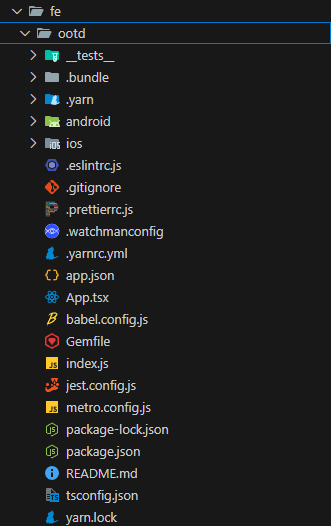 fe
ootd
__tests__
.bundle
.yarn
android
ios
.eslintrc.js
.gitignore
.prettierrc.js
.watchmanconfig
.yarnrc.yml
app.json
App.tsx
babel.config.js
Gemfile
index.js
jest.config.js
metro.config.js
package-lock.json
package.json
README.md
tsconfig.json
yarn.lock